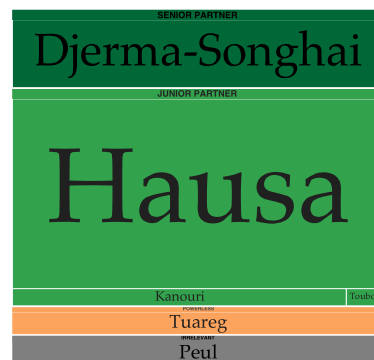 SENIOR PARTNER
Djerma-Songhai
JUNIOR PARTNER
Hausa
Kanouri
POWERLESS
Tuareg
IRRELEVANT
Peul